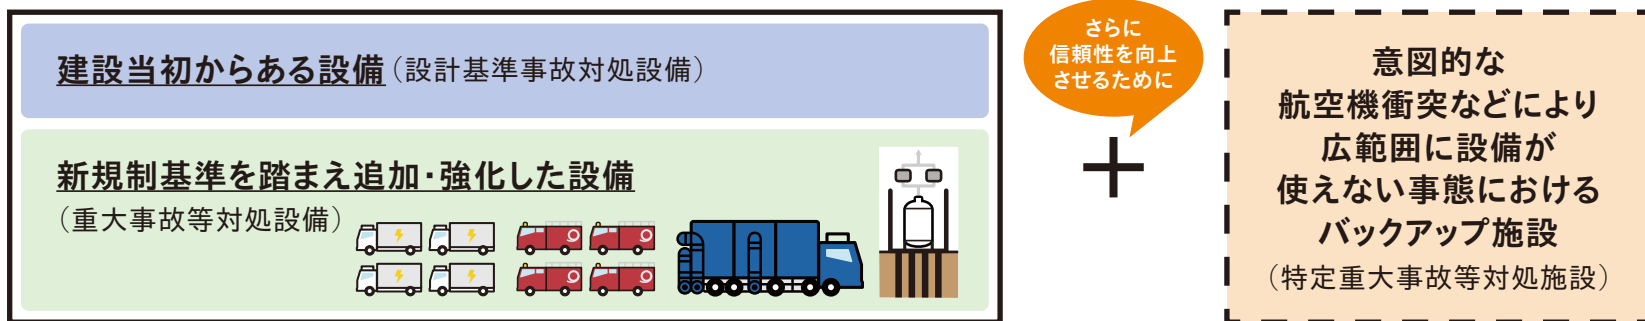 建設当初からある設備（設計基準事故対処設備）
新規制基準を踏まえ追加・強化した設備
（重大事故等対処設備）
さらに
信頼性を向上
させるために
＋
意図的な
航空機衝突などにより
広範囲に設備が
使えない事態における
バックアップ施設
（特定重大事故等対処施設）